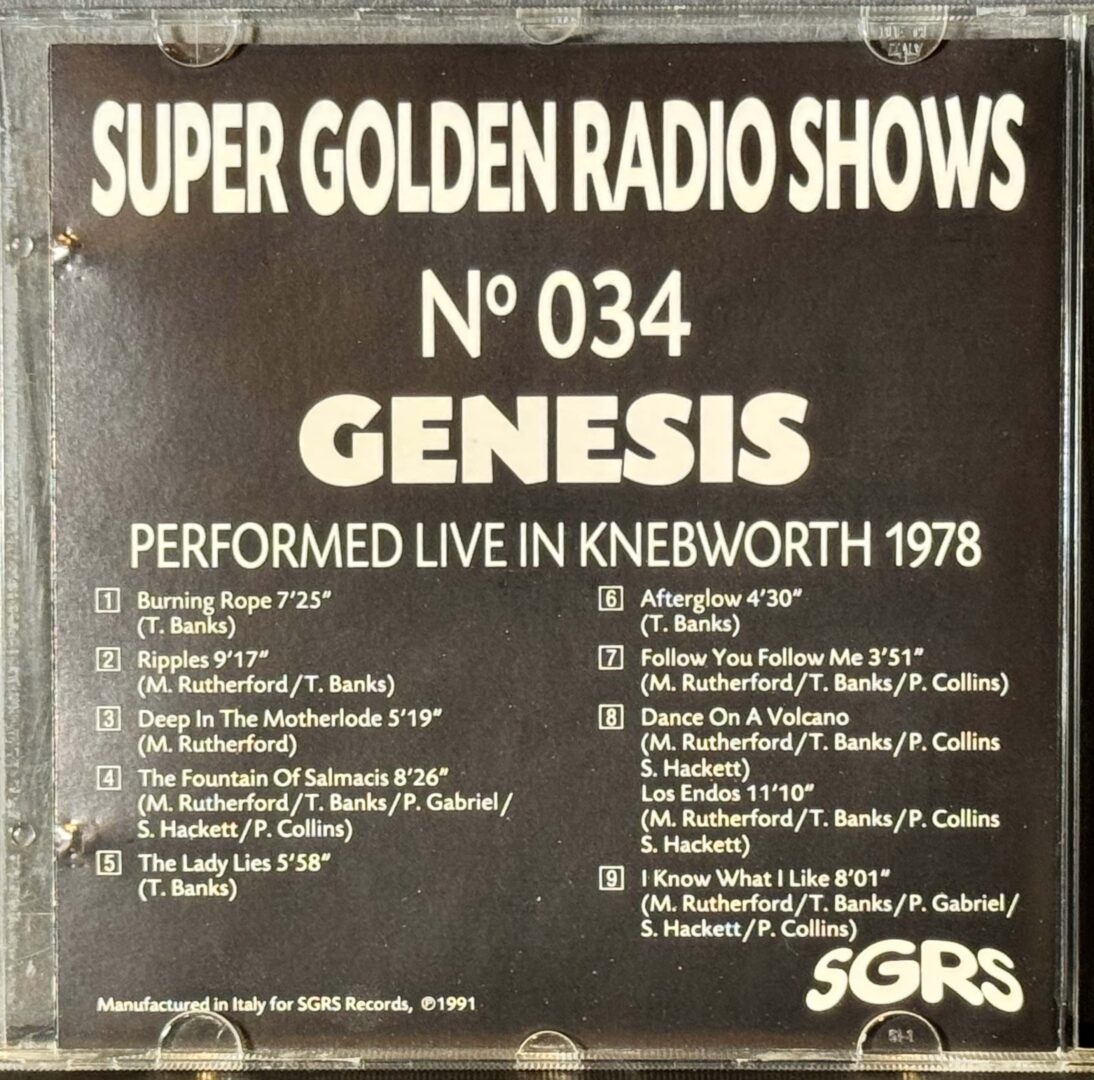 SUPER GOLDEN RADIO SHOWS
Nº 034
GENESIS
PERFORMED LIVE IN KNEBWORTH 1978
1 Burning Rope 7'25"
(T. Banks)
2 Ripples 9'17"
(M. Rutherford/T. Banks)
3 Deep In The Motherlode 5'19"
(M. Rutherford)
4 The Fountain Of Salmacis 8'26"
(M. Rutherford/T. Banks/P. Gabriel/
S. Hackett/P. Collins)
5 The Lady Lies 5'58"
(T. Banks)
6 Afterglow 4'30"
(T. Banks)
7 Follow You Follow Me 3'51"
(M. Rutherford/T. Banks/P. Collins)
8 Dance On A Volcano
(M. Rutherford/T. Banks/P. Collins
S. Hackett)
Los Endos 11'10"
(M. Rutherford/T. Banks/P. Collins
S. Hackett)
9 I Know What I Like 8'01"
(M. Rutherford/T. Banks/P. Gabriel/
S. Hackett/P. Collins)
SGRS
Manufactured in Italy for SGRS Records, ℗1991